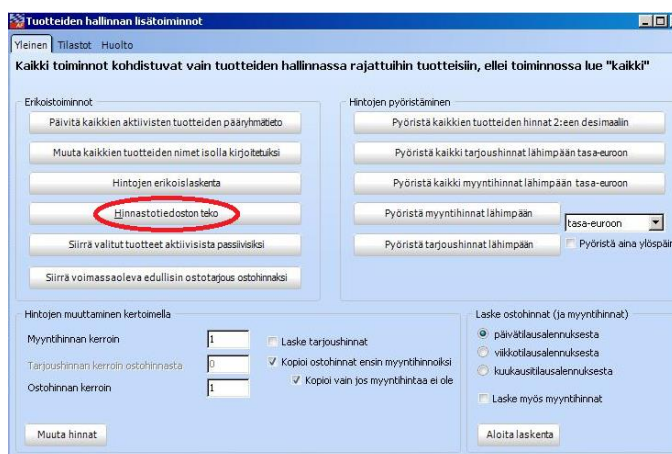 Tuotteiden hallinnan lisätoiminnot
Yleinen Tilastot Huolto
Kaikki toiminnot kohdistuvat vain tuotteiden hallinnassa rajattuihin tuotteisiin, ellei toiminnossa lue "kaikki"
Erikoistoiminnot
Päivitä kaikkien aktiivisten tuotteiden pääryhmätieto
Muuta kaikkien tuotteiden nimet isolla kirjoitetuiksi
Hintojen erikoislaskenta
Hinnastotiedoston teko
Siirrä valitut tuotteet aktiivisista passiivisiksi
Siirrä voimassaoleva edullisin ostotarjous ostohinnaksi
Hintojen pyöristäminen
Pyöristä kaikkien tuotteiden hinnat 2:een desimaaliin
Pyöristä kaikki tarjoushinnat lähimpään tasa-euroon
Pyöristä kaikki myyntihinnat lähimpään tasa-euroon
Pyöristä myyntihinnat lähimpään
tasa-euroon
Pyöristä tarjoushinnat lähimpään
Pyöristä aina ylöspäin
Hintojen muuttaminen kertoimella
Myyntihinnan kerroin 1
Tarjoushinnan kerroin ostohinnasta 0
Ostohinnan kerroin 1
Laske tarjoushinnat
Kopioi ostohinnat ensin myyntihinnoiksi
Kopioi vain jos myyntihintaa ei ole
Muuta hinnat
Laske ostohinnat (ja myyntihinnat)
päivätilausalennuksesta
viikkotilausalennuksesta
kuukausitilausalennuksesta
Laske myös myyntihinnat
Aloita laskenta